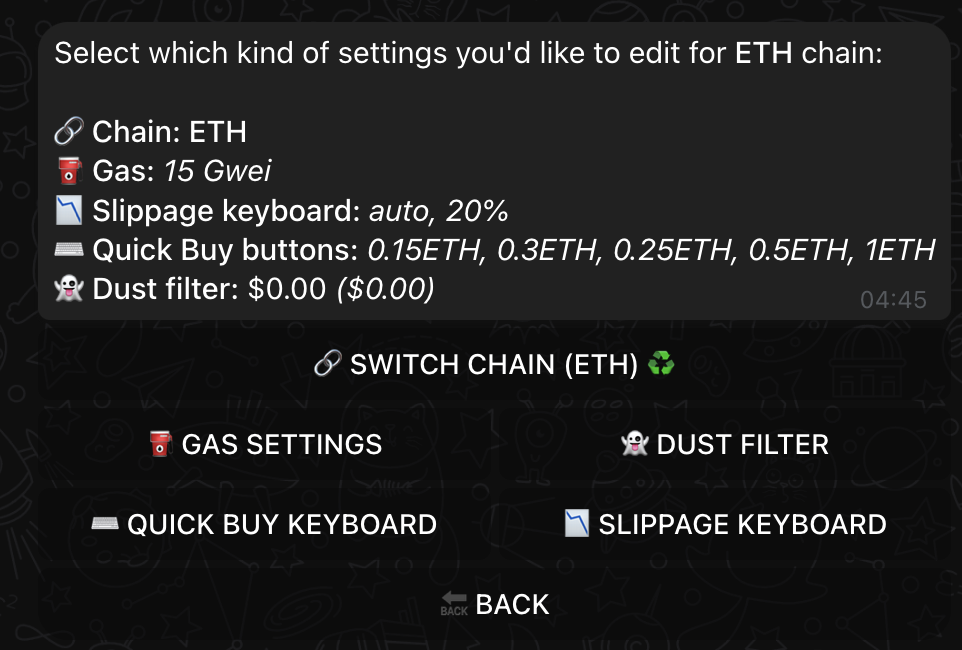 Select which kind of settings you'd like to edit for ETH chain:
🔗 Chain: ETH
⛽ Gas: 15 Gwei
📉 Slippage keyboard: auto, 20%
⌨️ Quick Buy buttons: 0.15ETH, 0.3ETH, 0.25ETH, 0.5ETH, 1ETH
👻 Dust filter: $0.00 ($0.00)
04:45
🔗 SWITCH CHAIN (ETH) ♻️
⛽ GAS SETTINGS
👻 DUST FILTER
⌨️ QUICK BUY KEYBOARD
📉 SLIPPAGE KEYBOARD
🔙 BACK